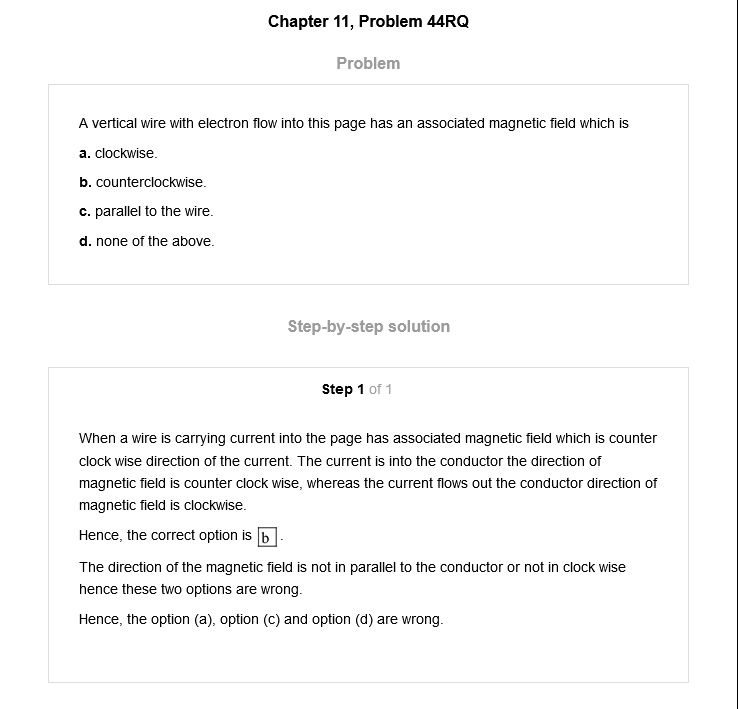 Chapter 11, Problem 44RQ
Problem
A vertical wire with electron flow into this page has an associated magnetic field which is
a. clockwise.
b. counterclockwise.
c. parallel to the wire.
d. none of the above.
Step-by-step solution
Step 1 of 1
When a wire is carrying current into the page has associated magnetic field which is counter
clock wise direction of the current. The current is into the conductor the direction of
magnetic field is counter clock wise, whereas the current flows out the conductor direction of
magnetic field is clockwise.
Hence, the correct option is b.
The direction of the magnetic field is not in parallel to the conductor or not in clock wise
hence these two options are wrong.
Hence, the option (a), option (c) and option (d) are wrong.